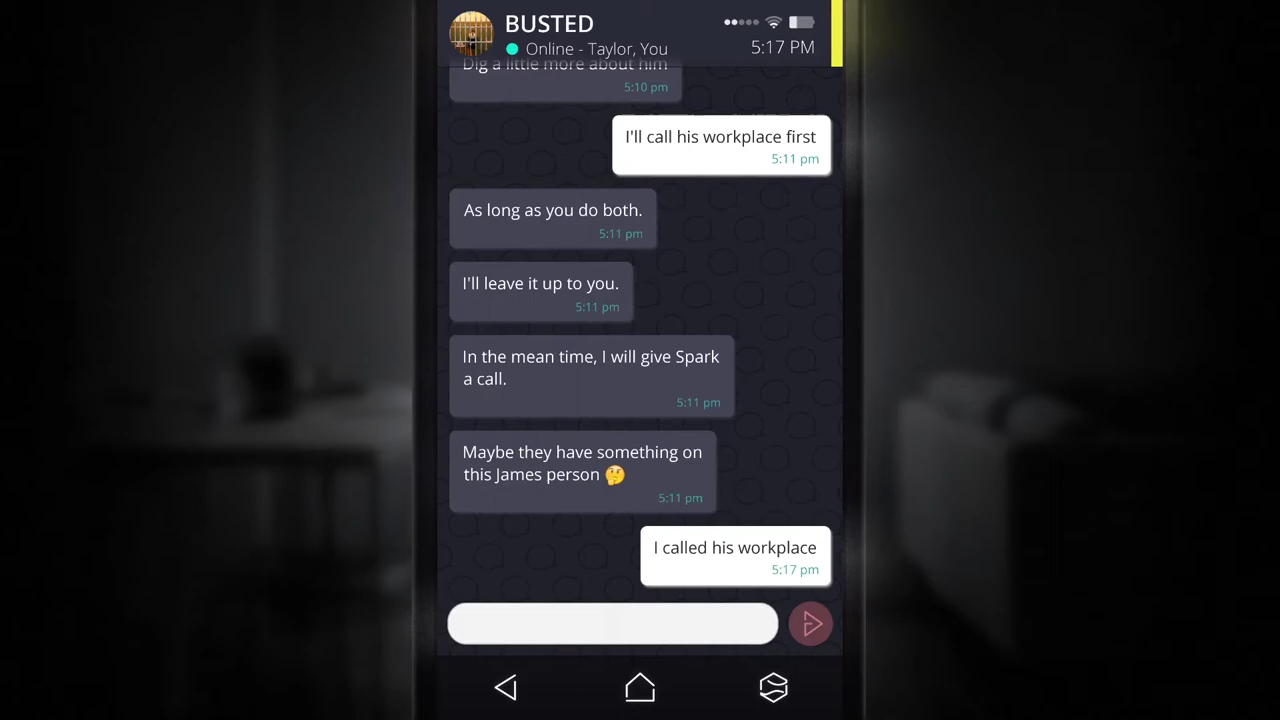 BUSTED
Online - Taylor, You
5:17 PM
Dig a little more about him
5:10 pm
I'll call his workplace first
5:11 pm
As long as you do both.
5:11 pm
I'll leave it up to you.
5:11 pm
In the mean time, I will give Spark
a call.
5:11 pm
Maybe they have something on
this James person 🤔
5:11 pm
I called his workplace
5:17 pm